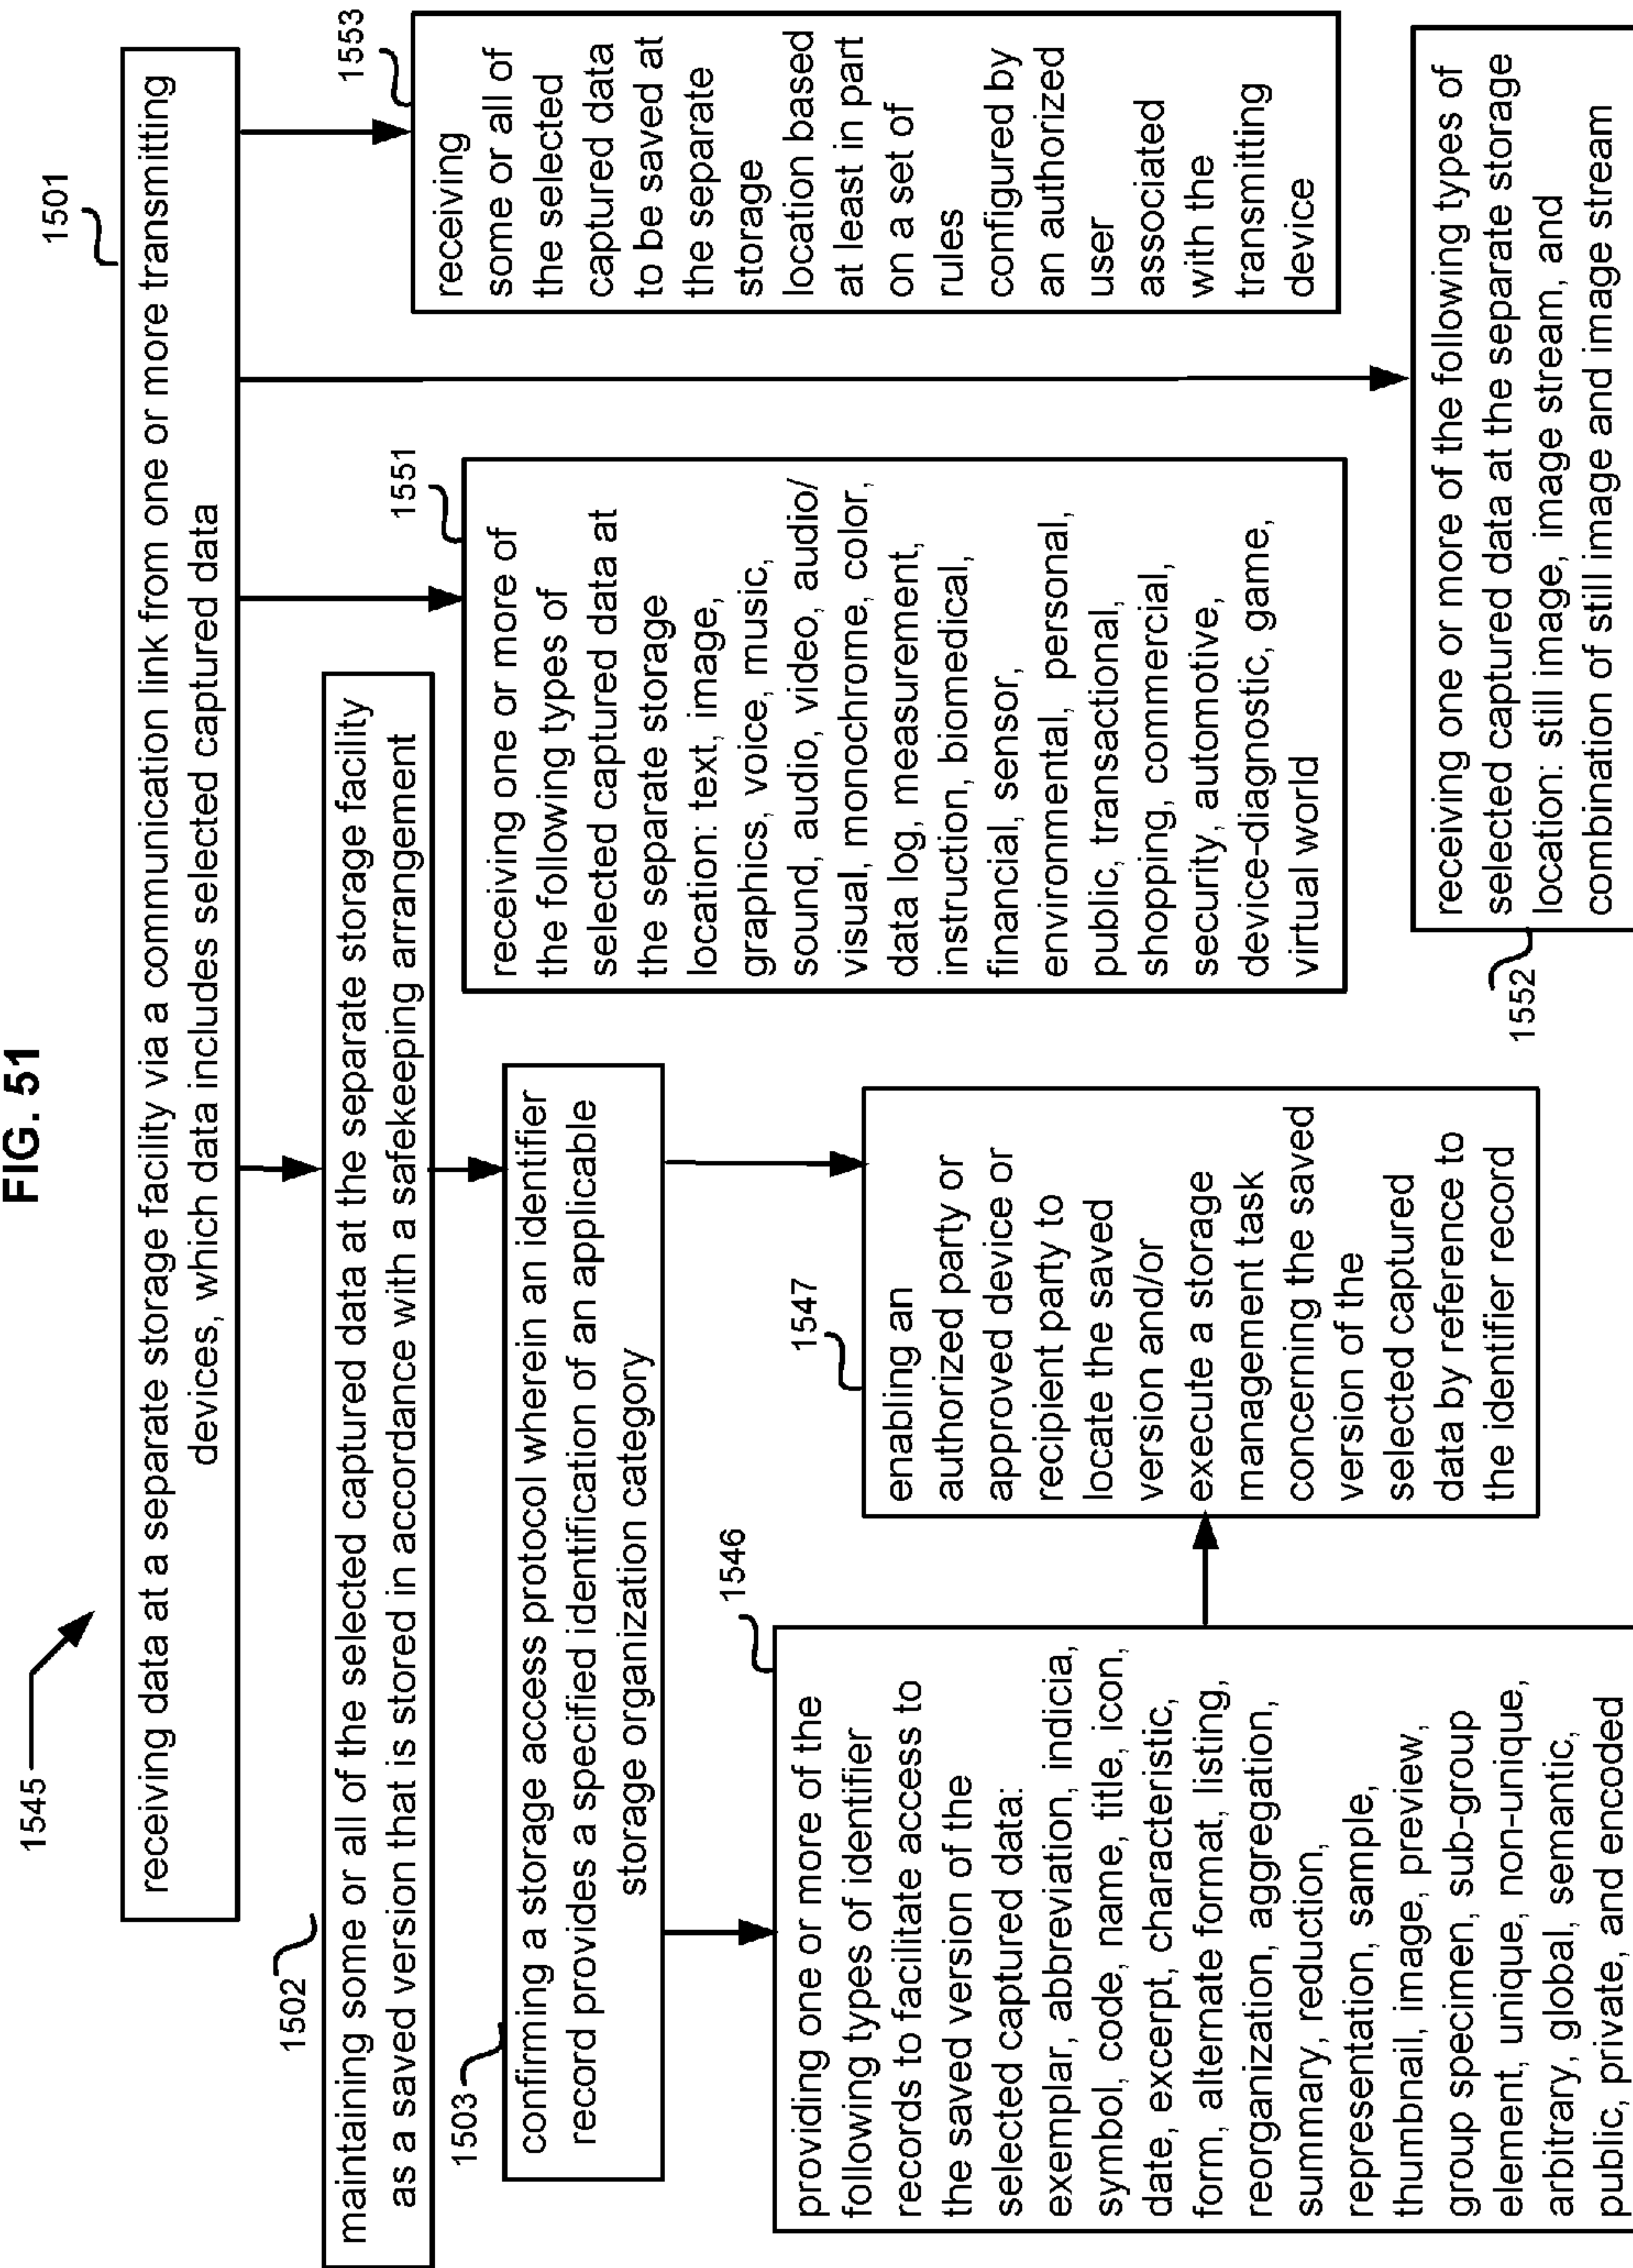 FIG. 51
1545
1501
receiving data at a separate storage facility via a communication link from one or more transmitting
devices, which data includes selected captured data
1502
maintaining some or all of the selected captured data at the separate storage facility
as a saved version that is stored in accordance with a safekeeping arrangement
1503
confirming a storage access protocol wherein an identifier
record provides a specified identification of an applicable
storage organization category
1546
providing one or more of the
following types of identifier
records to facilitate access to
the saved version of the
selected captured data:
exemplar, abbreviation, indicia,
symbol, code, name, title, icon,
date, excerpt, characteristic,
form, alternate format, listing,
reorganization, aggregation,
summary, reduction,
representation, sample,
thumbnail, image, preview,
group specimen, sub-group
element, unique, non-unique,
arbitrary, global, semantic,
public, private, and encoded
1547
enabling an
authorized party or
approved device or
recipient party to
locate the saved
version and/or
execute a storage
management task
concerning the saved
version of the
selected captured
data by reference to
the identifier record
1551
receiving one or more of
the following types of
selected captured data at
the separate storage
location: text, image,
graphics, voice, music,
sound, audio, video, audio/
visual, monochrome, color,
data log, measurement,
instruction, biomedical,
financial, sensor,
environmental, personal,
public, transactional,
shopping, commercial,
security, automotive,
device-diagnostic, game,
virtual world
1552
receiving one or more of the following types of
selected captured data at the separate storage
location: still image, image stream, and
combination of still image and image stream
1553
receiving
some or all of
the selected
captured data
to be saved at
the separate
storage
location based
at least in part
on a set of
rules
configured by
an authorized
user
associated
with the
transmitting
device